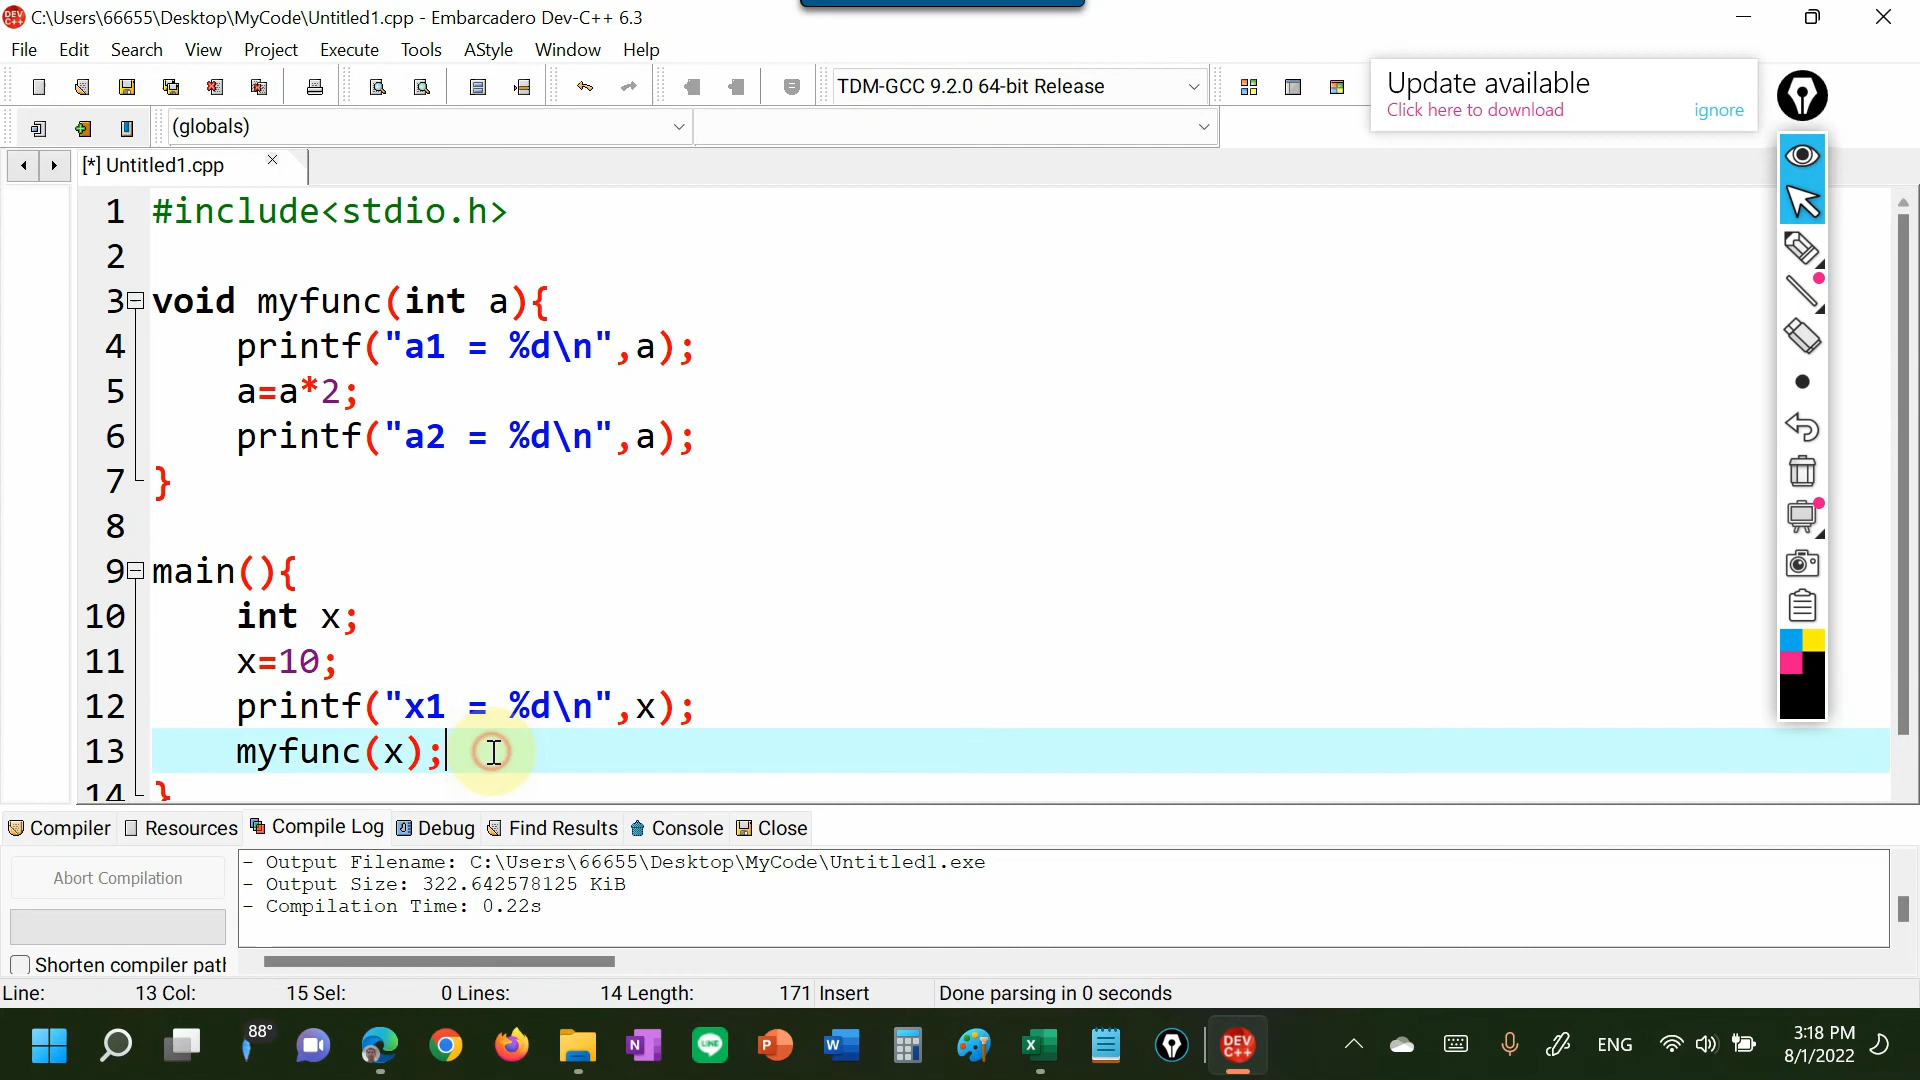 C:\Users\66655\Desktop\MyCode\Untitled1.cpp - Embarcadero Dev-C++ 6.3
File Edit Search View Project Execute Tools AStyle Window Help
TDM-GCC 9.2.0 64-bit Release
Update available
Click here to download ignore
(globals)
[*] Untitled1.cpp
1 #include<stdio.h>
2
3 void myfunc(int a){
4 printf("a1 = %d\n",a);
5 a=a*2;
6 printf("a2 = %d\n",a);
7 }
8
9 main(){
10 int x;
11 x=10;
12 printf("x1 = %d\n",x);
13 myfunc(x);
14 }
Compiler Resources Compile Log Debug Find Results Console Close
Abort Compilation
- Output Filename: C:\Users\66655\Desktop\MyCode\Untitled1.exe
- Output Size: 322.642578125 KiB
- Compilation Time: 0.22s
Shorten compiler path
Line: 13 Col: 15 Sel: 0 Lines: 14 Length: 171 Insert Done parsing in 0 seconds
88°
DEV C++
ENG
3:18 PM
8/1/2022